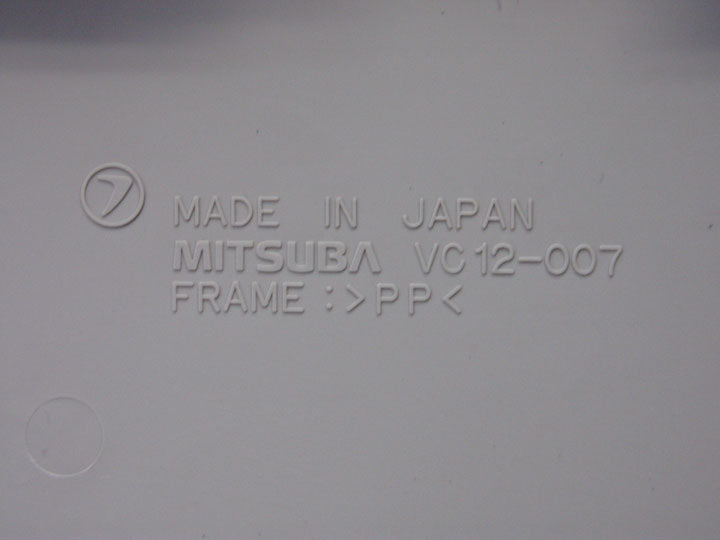 MADE IN JAPAN
MITSUBA VC12-007
FRAME:>PP<